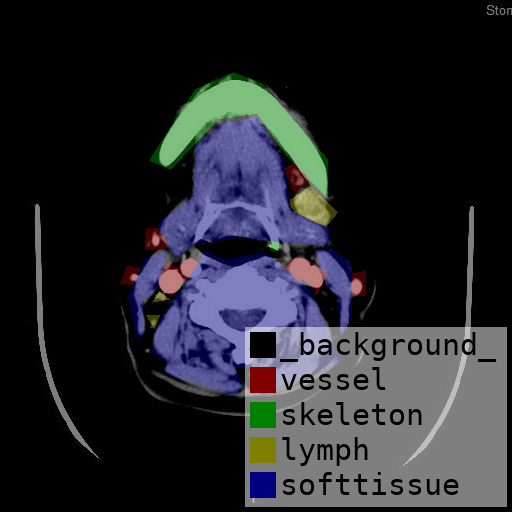 Ston
_background_
vessel
skeleton
lymph
softtissue